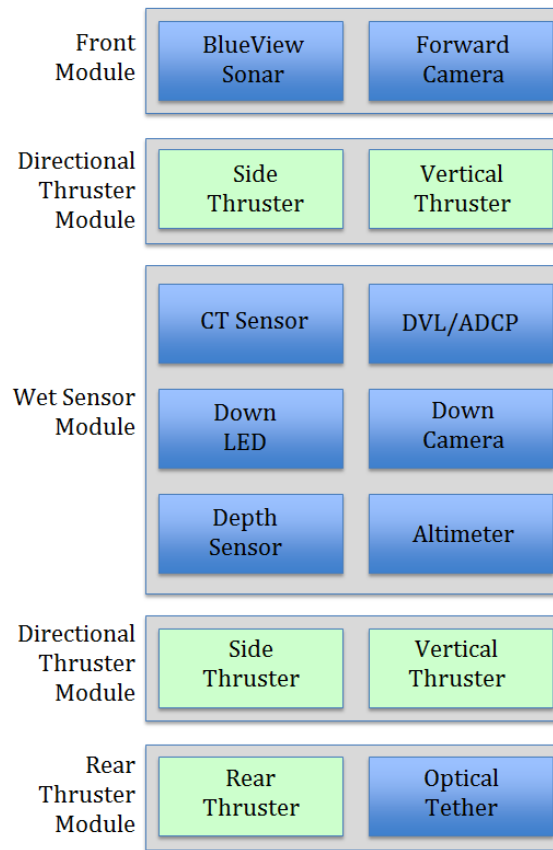 Front
Module
BlueView
Sonar
Forward
Camera
Directional
Thruster
Module
Side
Thruster
Vertical
Thruster
Wet Sensor
Module
CT Sensor
DVL/ADCP
Down
LED
Down
Camera
Depth
Sensor
Altimeter
Directional
Thruster
Module
Side
Thruster
Vertical
Thruster
Rear
Thruster
Module
Rear
Thruster
Optical
Tether